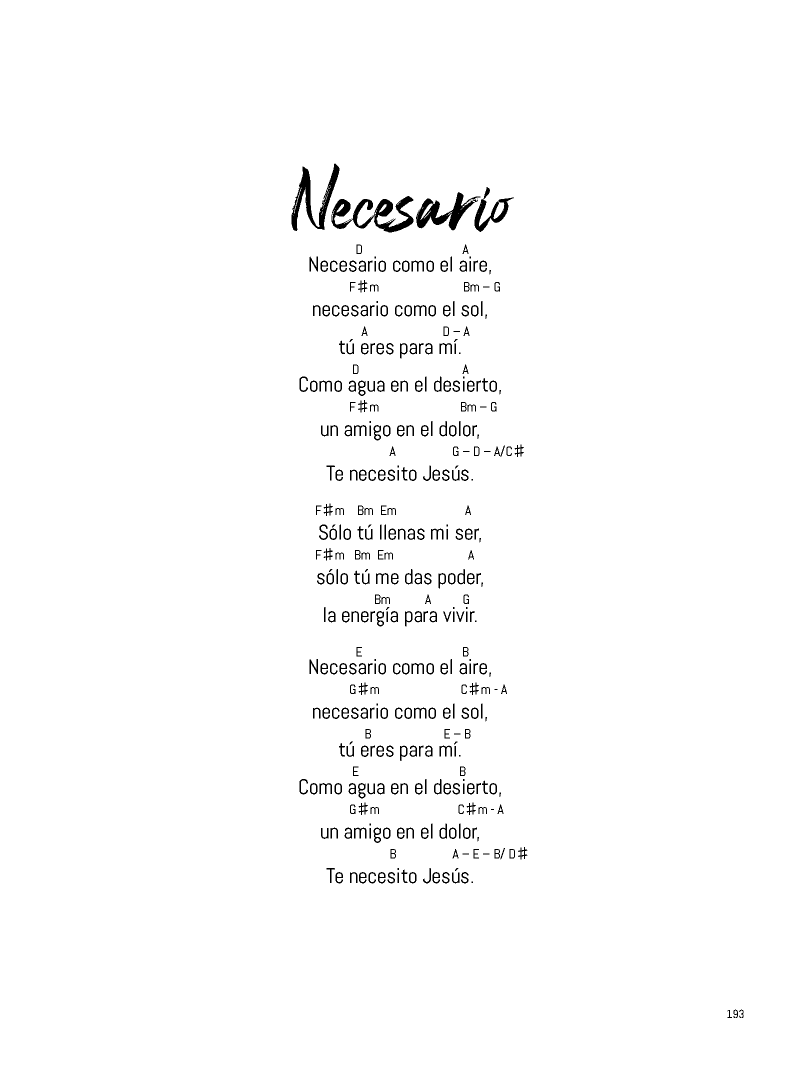 Necesario
D A
Necesario como el aire,
F♯m Bm – G
necesario como el sol,
A D – A
tú eres para mí.
D A
Como agua en el desierto,
F♯m Bm – G
un amigo en el dolor,
A G – D – A/C♯
Te necesito Jesús.
F♯m Bm Em A
Sólo tú llenas mi ser,
F♯m Bm Em A
sólo tú me das poder,
Bm A G
la energía para vivir.
E B
Necesario como el aire,
G♯m C♯m - A
necesario como el sol,
B E – B
tú eres para mí.
E B
Como agua en el desierto,
G♯m C♯m - A
un amigo en el dolor,
B A – E – B/ D♯
Te necesito Jesús.
193